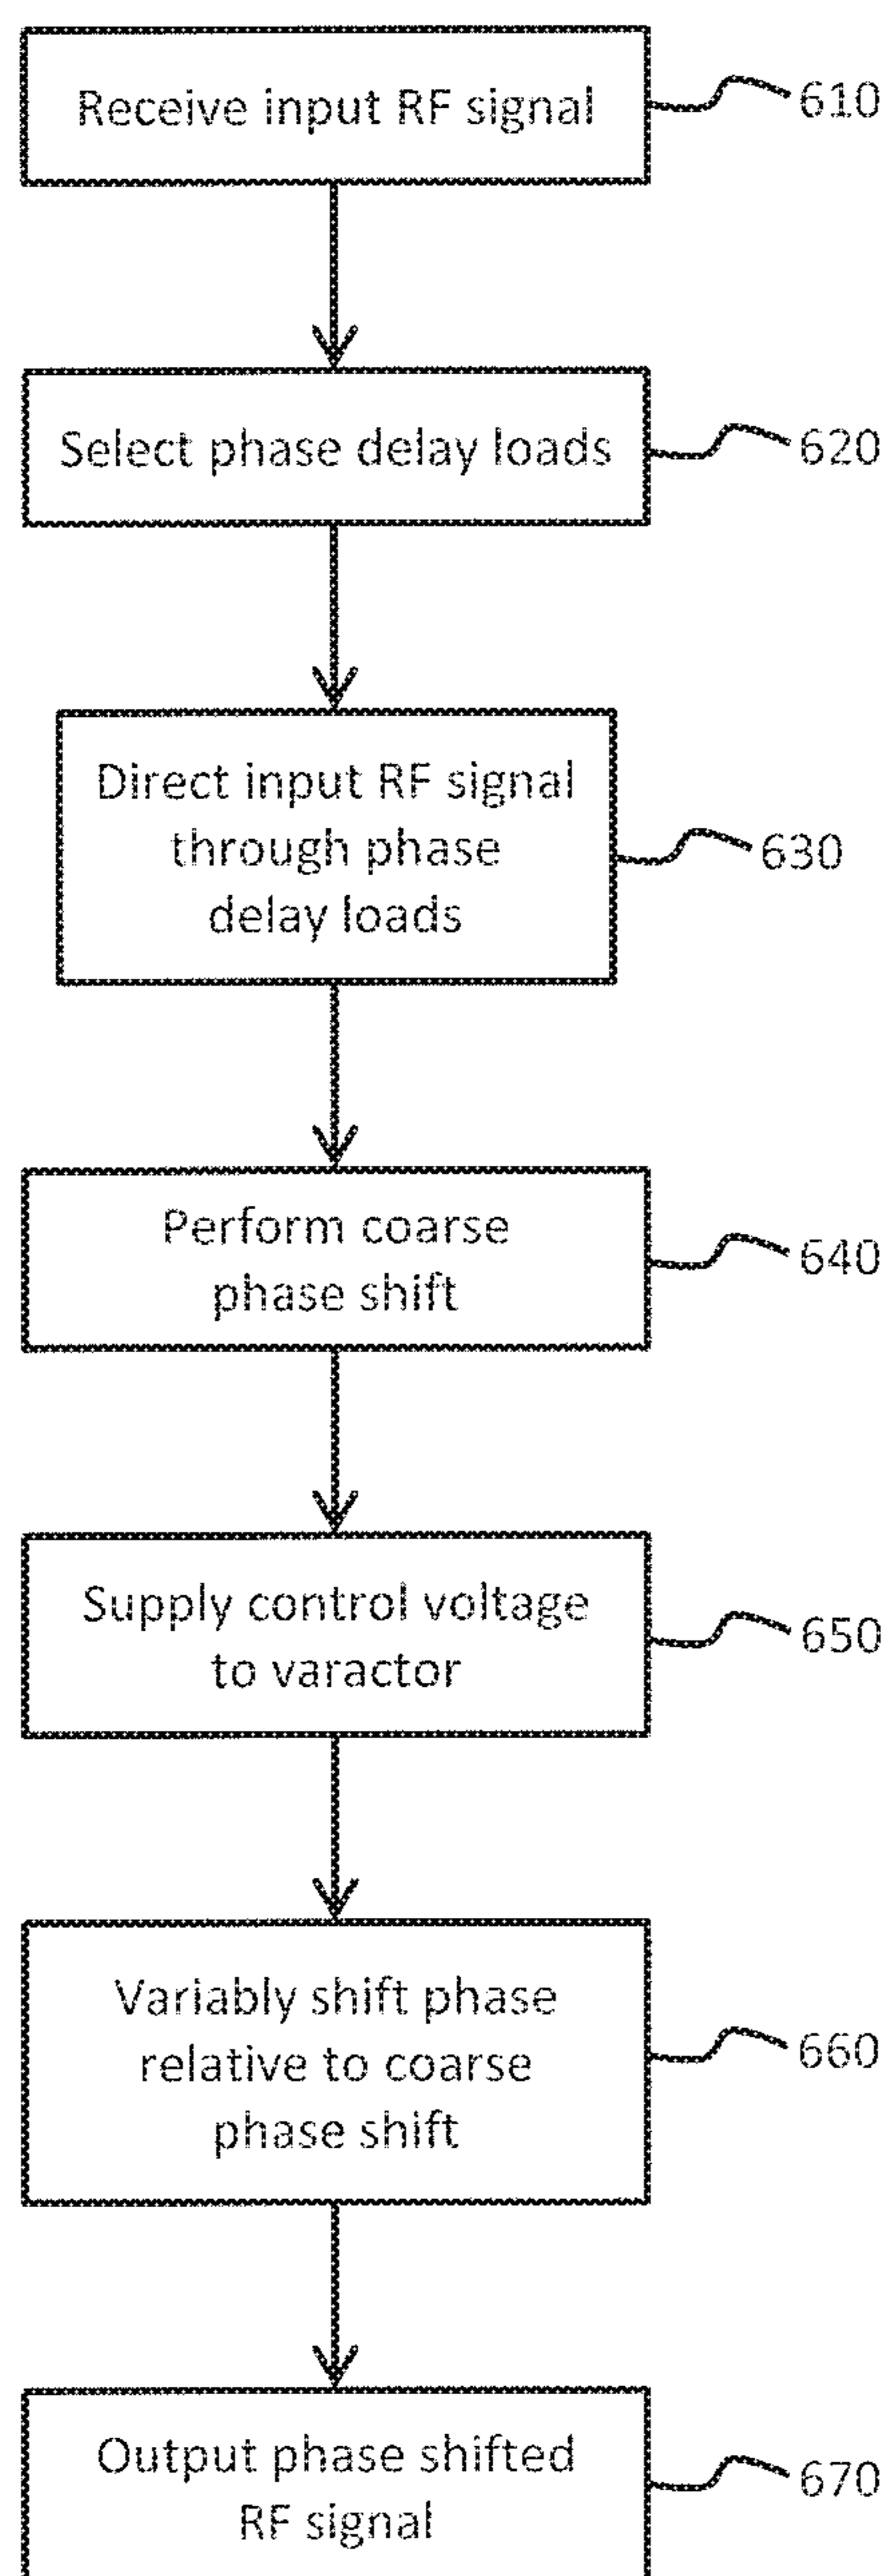 Receive input RF signal
610
Select phase delay loads
620
Direct input RF signal
through phase
delay loads
630
Perform coarse
phase shift
640
Supply control voltage
to varactor
650
Variably shift phase
relative to coarse
phase shift
660
Output phase shifted
RF signal
670